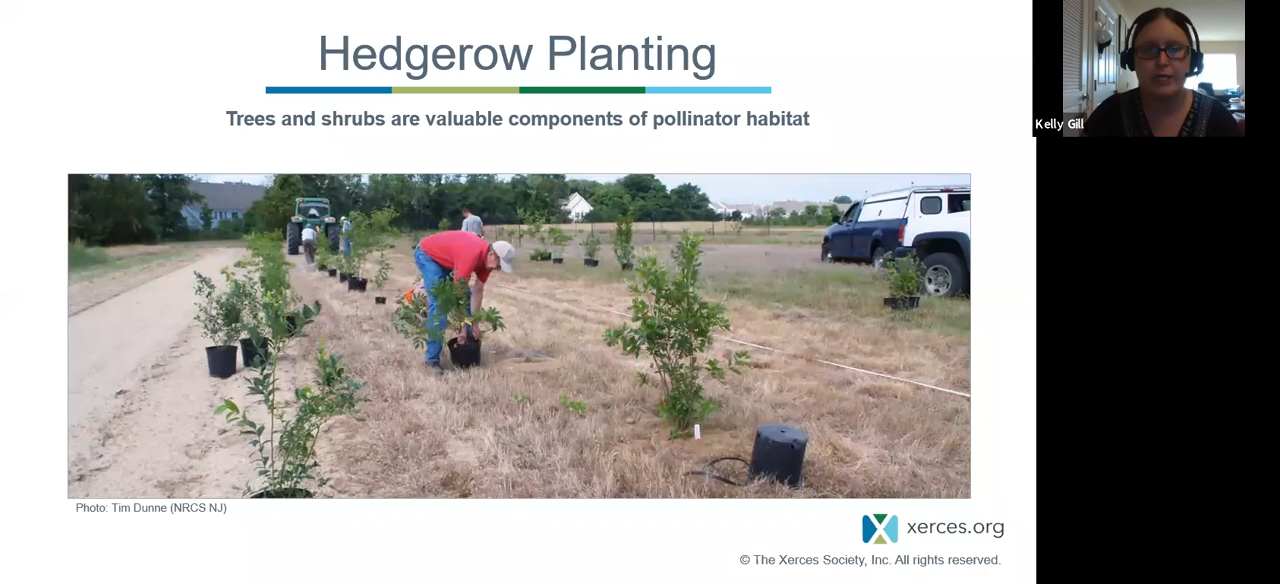 Hedgerow Planting
Trees and shrubs are valuable components of pollinator habitat
Photo: Tim Dunne (NRCS NJ)
xerces.org
© The Xerces Society, Inc. All rights reserved.
Kelly Gill